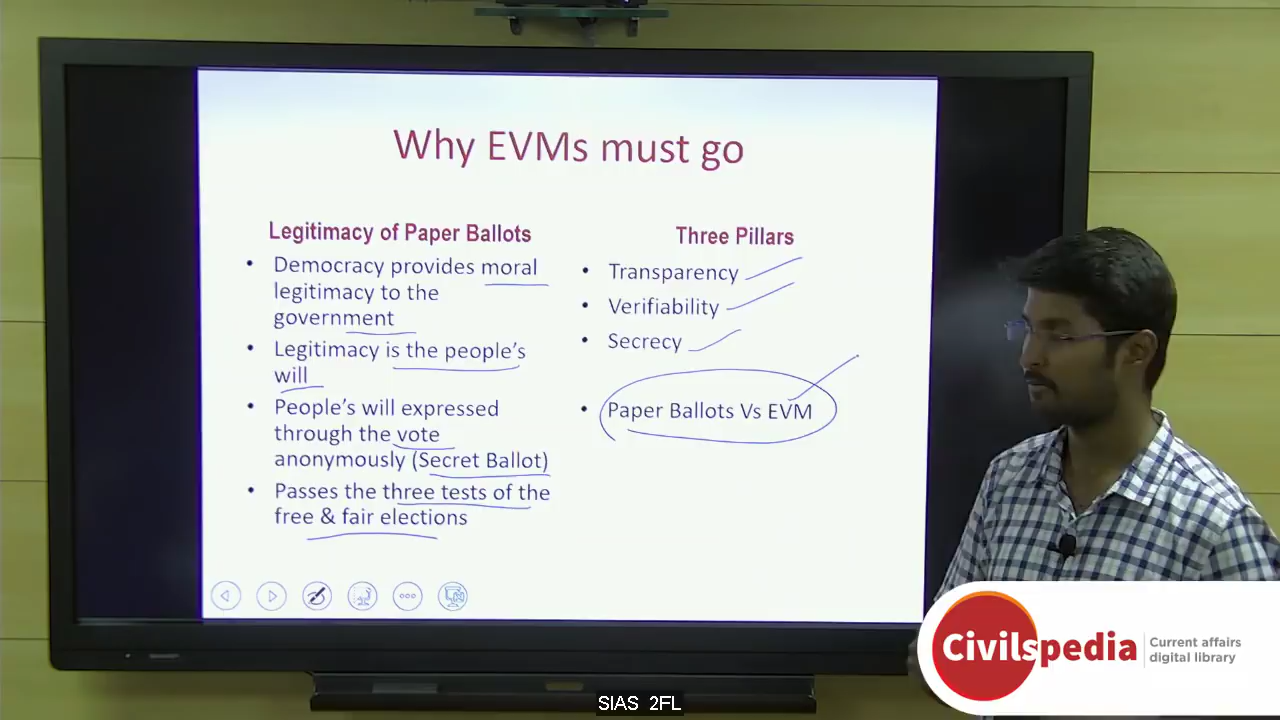 Why EVMs must go
Legitimacy of Paper Ballots
• Democracy provides moral
legitimacy to the
government
• Legitimacy is the people's
will
• People's will expressed
through the vote
anonymously (Secret Ballot)
• Passes the three tests of the
free & fair elections
Three Pillars
• Transparency
• Verifiability
• Secrecy
• Paper Ballots Vs EVM
Civilspedia
Current affairs
digital library
SIAS 2FL